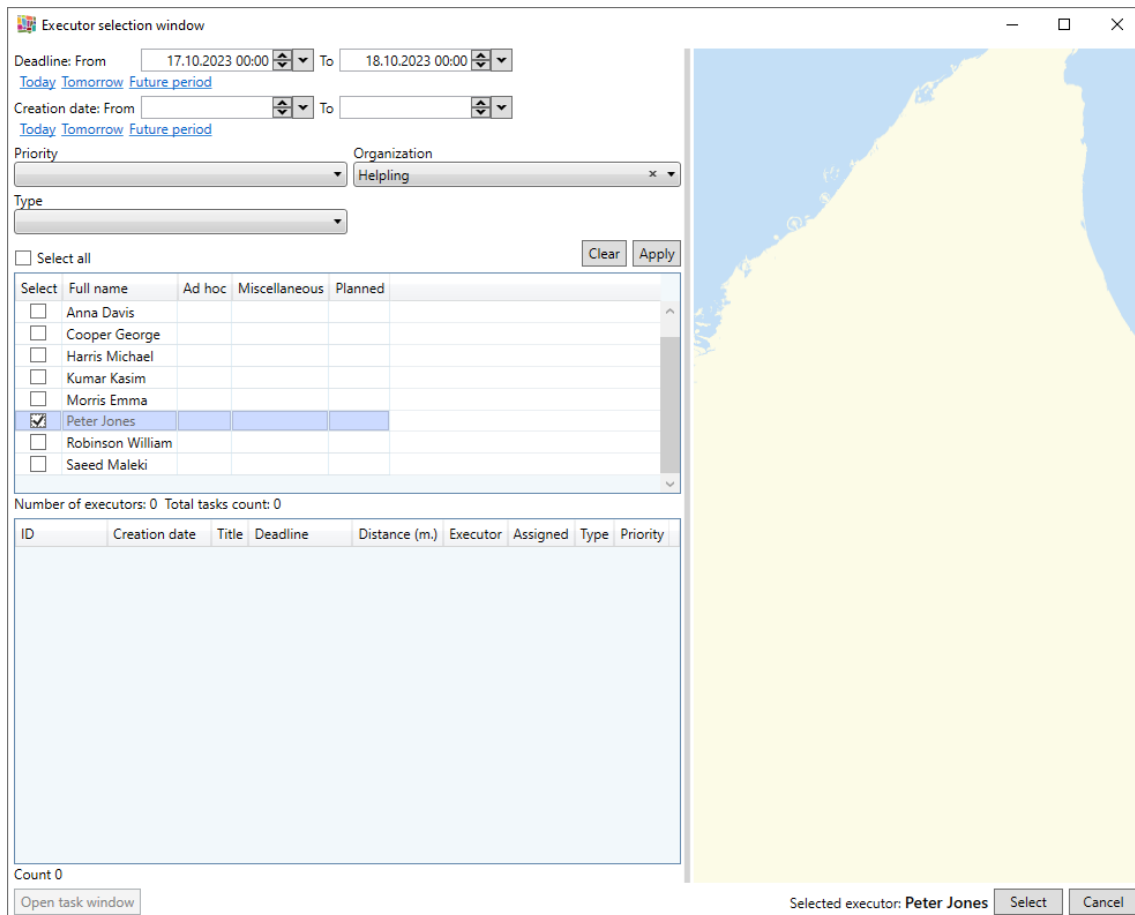 Executor selection window
Deadline: From 17.10.2023 00:00 To 18.10.2023 00:00
Today Tomorrow Future period
Creation date: From To
Today Tomorrow Future period
Priority Organization
Helpling
Type
Select all Clear Apply
Select Full name Ad hoc Miscellaneous Planned
Anna Davis
Cooper George
Harris Michael
Kumar Kasim
Morris Emma
Peter Jones
Robinson William
Saeed Maleki
Number of executors: 0 Total tasks count: 0
ID Creation date Title Deadline Distance (m.) Executor Assigned Type Priority
Count 0
Open task window Selected executor: Peter Jones Select Cancel